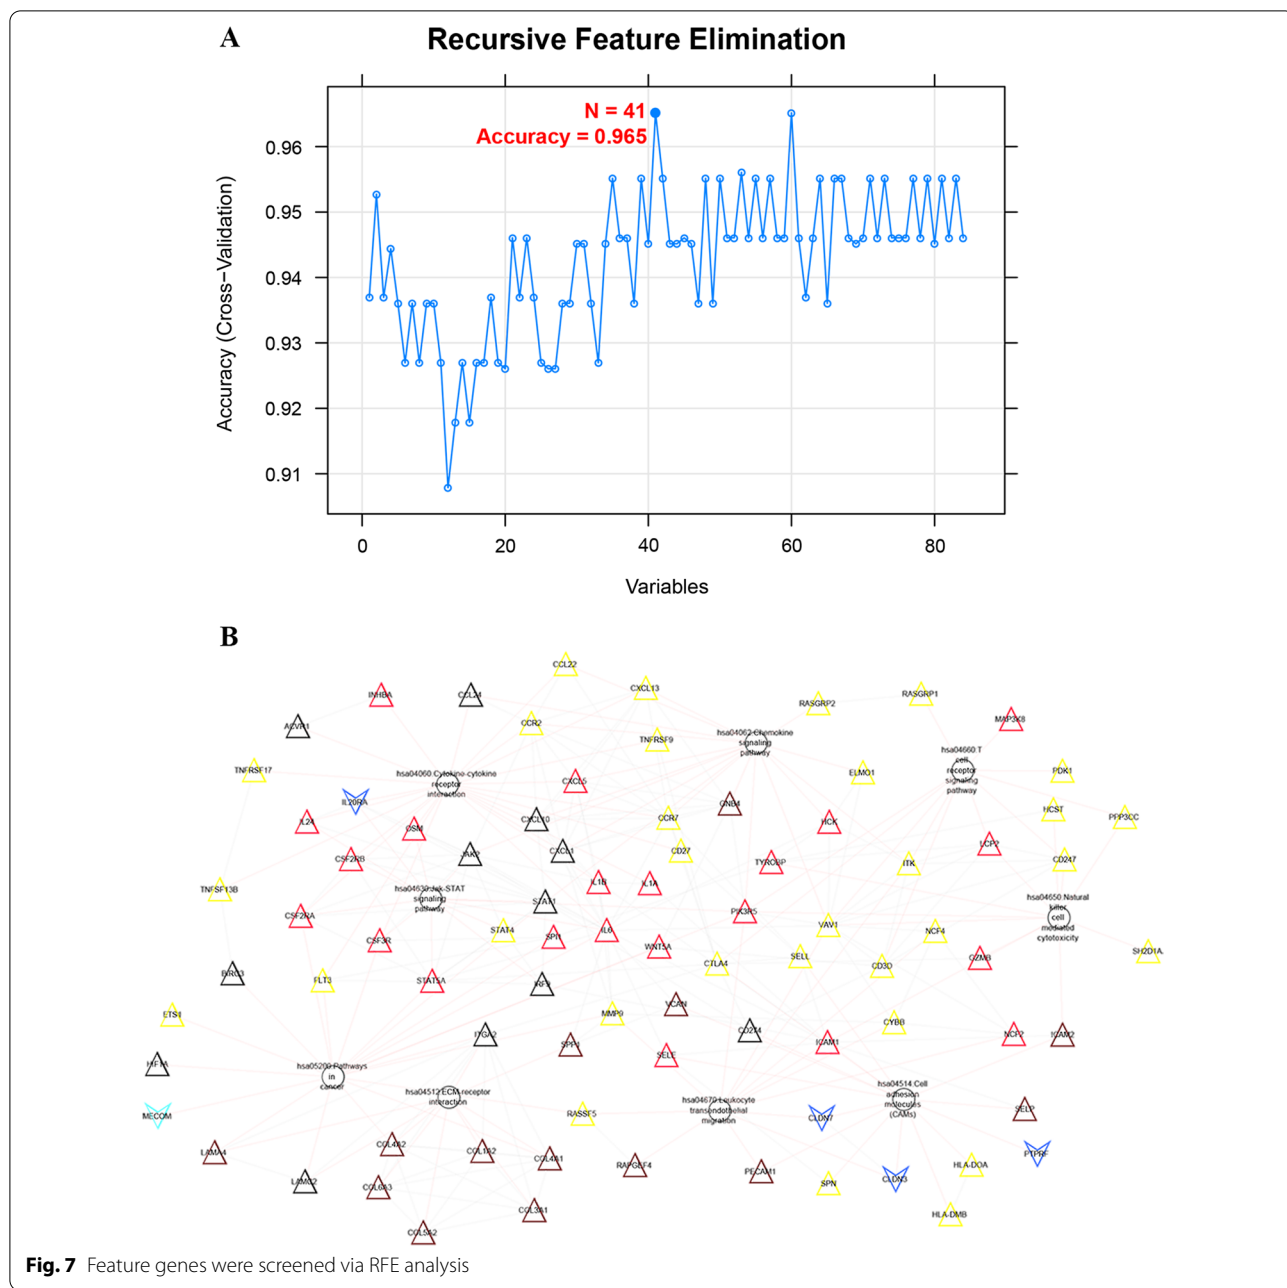 A
Recursive Feature Elimination
N = 41
Accuracy = 0.965
0.96
0.95
0.94
0.93
0.92
0.91
Accuracy (Cross−Validation)
0 20 40 60 80
Variables
B
CCL22
CXCL13
INHBA
CCL24
RASGRP2
RASGRP1
ACVR1
CCR2
MAP3K8
TNFRSF9
hsa04062:Chemokine
signaling
pathway
hsa04660:T
cell
receptor
signaling
pathway
TNFRSF17
hsa04060:Cytokine-cytokine
receptor
interaction
CXCL5
ELMO1
PDK1
IL20RA
GNB4
HCST
PPP3CC
IL24
OSM
CXCL10
CCR7
HCK
LCP2
CSF2RB
JAK2
CXCL1
CD27
TYROBP
ITK
CD247
TNFSF13B
hsa04630:Jak-STAT
signaling
pathway
IL1B
IL1A
STAT1
PIK3R5
hsa04650:Natural
killer
cell
mediated
cytotoxicity
CSF2RA
CSF3R
STAT4
SPI1
IL6
WNT5A
VAV1
NCF4
SH2D1A
CTLA4
SELL
CD3D
GZMB
BIRC3
FLT3
STAT5A
IRF9
ETS1
MMP9
VCAN
CD274
CYBB
ITGA2
SPP1
SELE
ICAM1
NCF2
ICAM2
HIF1A
hsa05200:Pathways
in
cancer
hsa04512:ECM-receptor
interaction
hsa04670:Leukocyte
transendothelial
migration
hsa04514:Cell
adhesion
molecules
(CAMs)
MECOM
RASSF5
CLDN7
SELP
LAMA4
COL4A2
COL1A2
COL4A1
RAPGEF4
PECAM1
HLA-DOA
PTPRF
LAMC2
COL6A3
SPN
CLDN3
COL3A1
HLA-DMB
COL5A2
Fig. 7 Feature genes were screened via RFE analysis